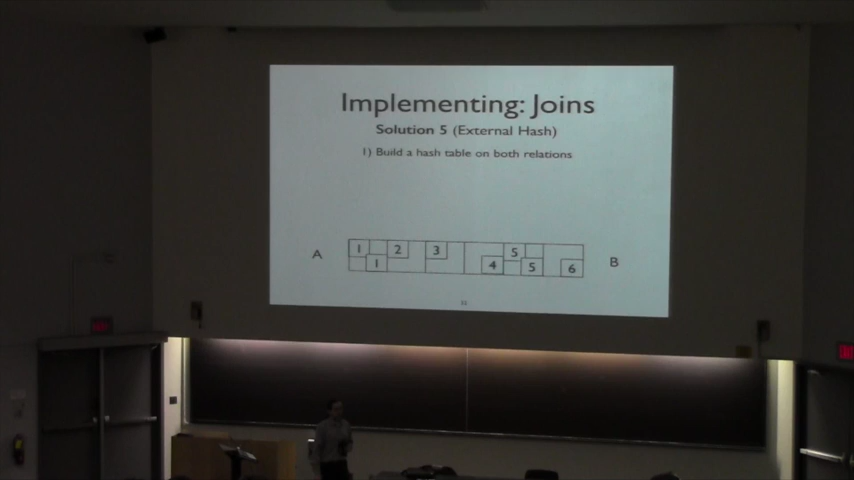 Implementing: Joins
Solution 5 (External Hash)
1) Build a hash table on both relations
A 1 2 3 5 B
1 4 5 6